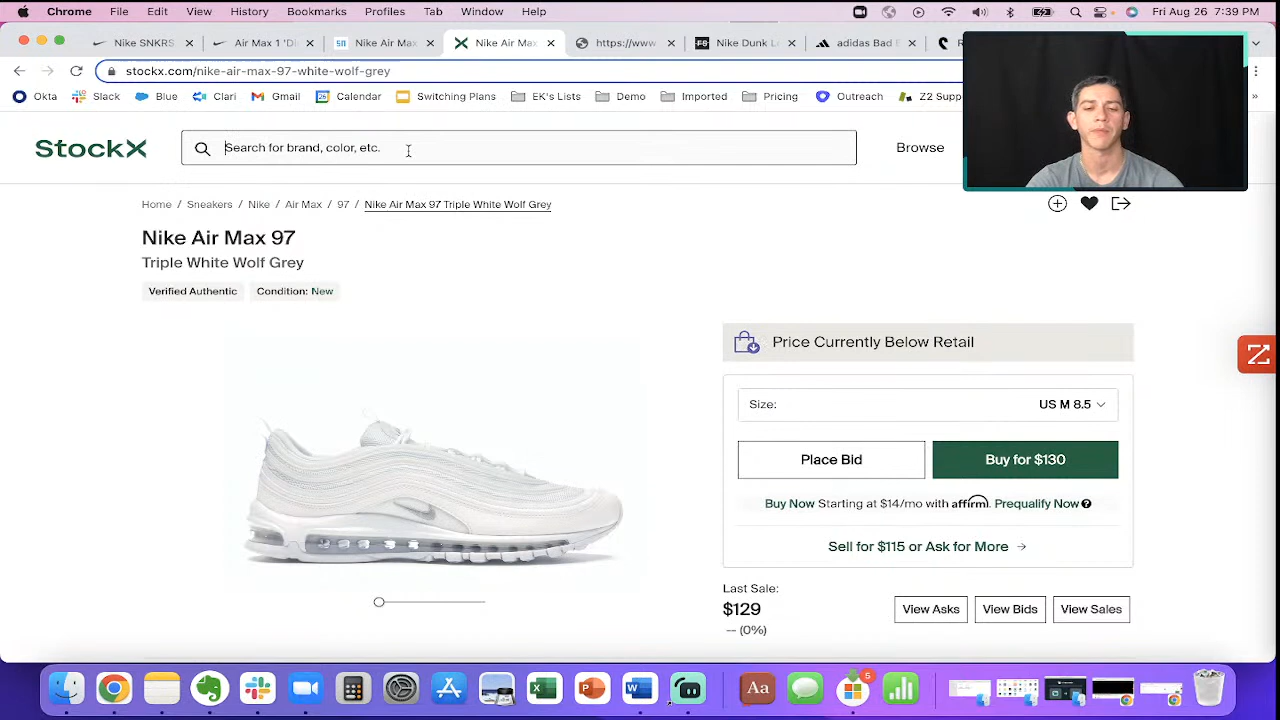 Chrome File Edit View History Bookmarks Profiles Tab Window Help Fri Aug 26 7:39 PM
Nike SNKRS Air Max 1 'Di Nike Air Max Nike Air Max https://www Nike Dunk L adidas Bad E
stockx.com/nike-air-max-97-white-wolf-grey
Okta Slack Blue Clari Gmail Calendar Switching Plans EK's Lists Demo Imported Pricing Outreach Z2 Supp
StockX Search for brand, color, etc. Browse
Home / Sneakers / Nike / Air Max / 97 / Nike Air Max 97 Triple White Wolf Grey
Nike Air Max 97
Triple White Wolf Grey
Verified Authentic Condition: New
Price Currently Below Retail
Size: US M 8.5
Place Bid Buy for $130
Buy Now Starting at $14/mo with affirm. Prequalify Now
Sell for $115 or Ask for More →
Last Sale:
$129 View Asks View Bids View Sales
-- (0%)
5
Aa